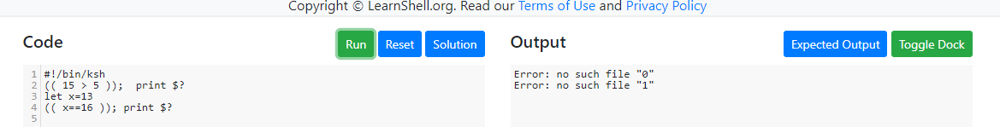 Copyright © LearnShell.org. Read our Terms of Use and Privacy Policy
Code
Run
Reset
Solution
1 #!/bin/ksh
2 (( 15 > 5 ));  print $?
3 let x=13
4 (( x==16 )); print $?
5
Output
Expected Output
Toggle Dock
Error: no such file "0"
Error: no such file "1"